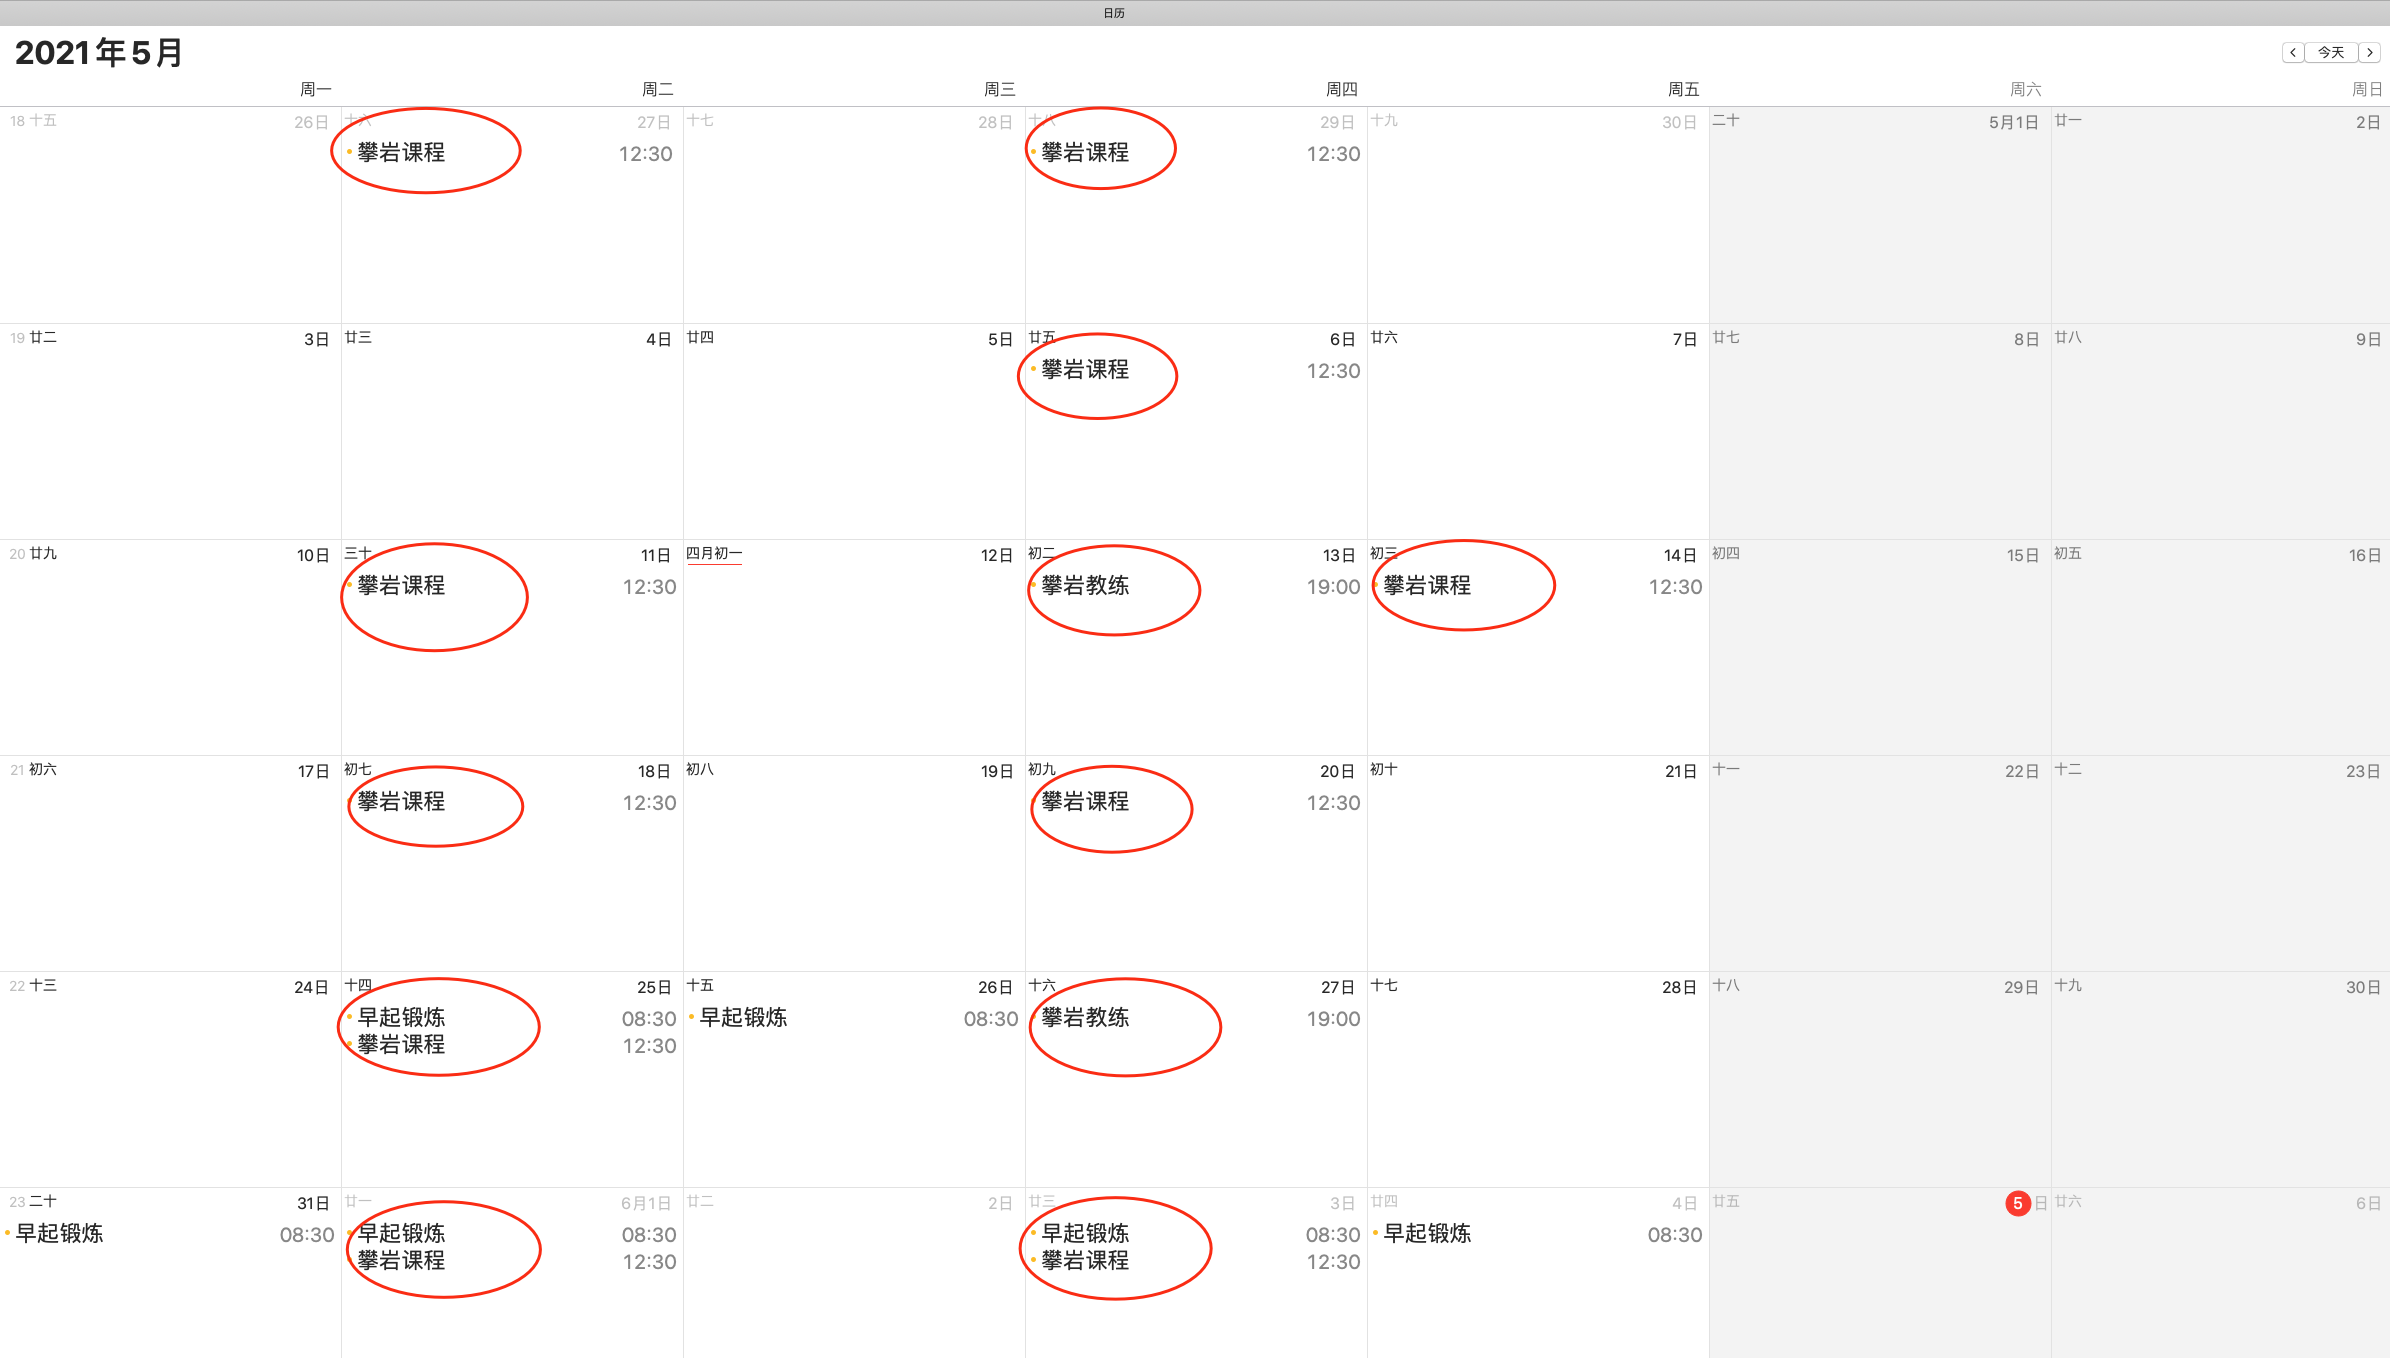 日历
2021年5月
今天
周一 周二 周三 周四 周五 周六 周日
18 十五 26日 十六 27日 十七 28日 十八 29日 十九 30日 二十 5月1日 廿一 2日
攀岩课程 12:30 攀岩课程 12:30
19 廿二 3日 廿三 4日 廿四 5日 廿五 6日 廿六 7日 廿七 8日 廿八 9日
攀岩课程 12:30
20 廿九 10日 三十 11日 四月初一 12日 初二 13日 初三 14日 初四 15日 初五 16日
攀岩课程 12:30 攀岩教练 19:00 攀岩课程 12:30
21 初六 17日 初七 18日 初八 19日 初九 20日 初十 21日 十一 22日 十二 23日
攀岩课程 12:30 攀岩课程 12:30
22 十三 24日 十四 25日 十五 26日 十六 27日 十七 28日 十八 29日 十九 30日
早起锻炼 08:30 早起锻炼 08:30 攀岩教练 19:00
攀岩课程 12:30
23 二十 31日 廿一 6月1日 廿二 2日 廿三 3日 廿四 4日 廿五 5日 廿六 6日
早起锻炼 08:30 早起锻炼 08:30 早起锻炼 08:30 早起锻炼 08:30
攀岩课程 12:30 攀岩课程 12:30